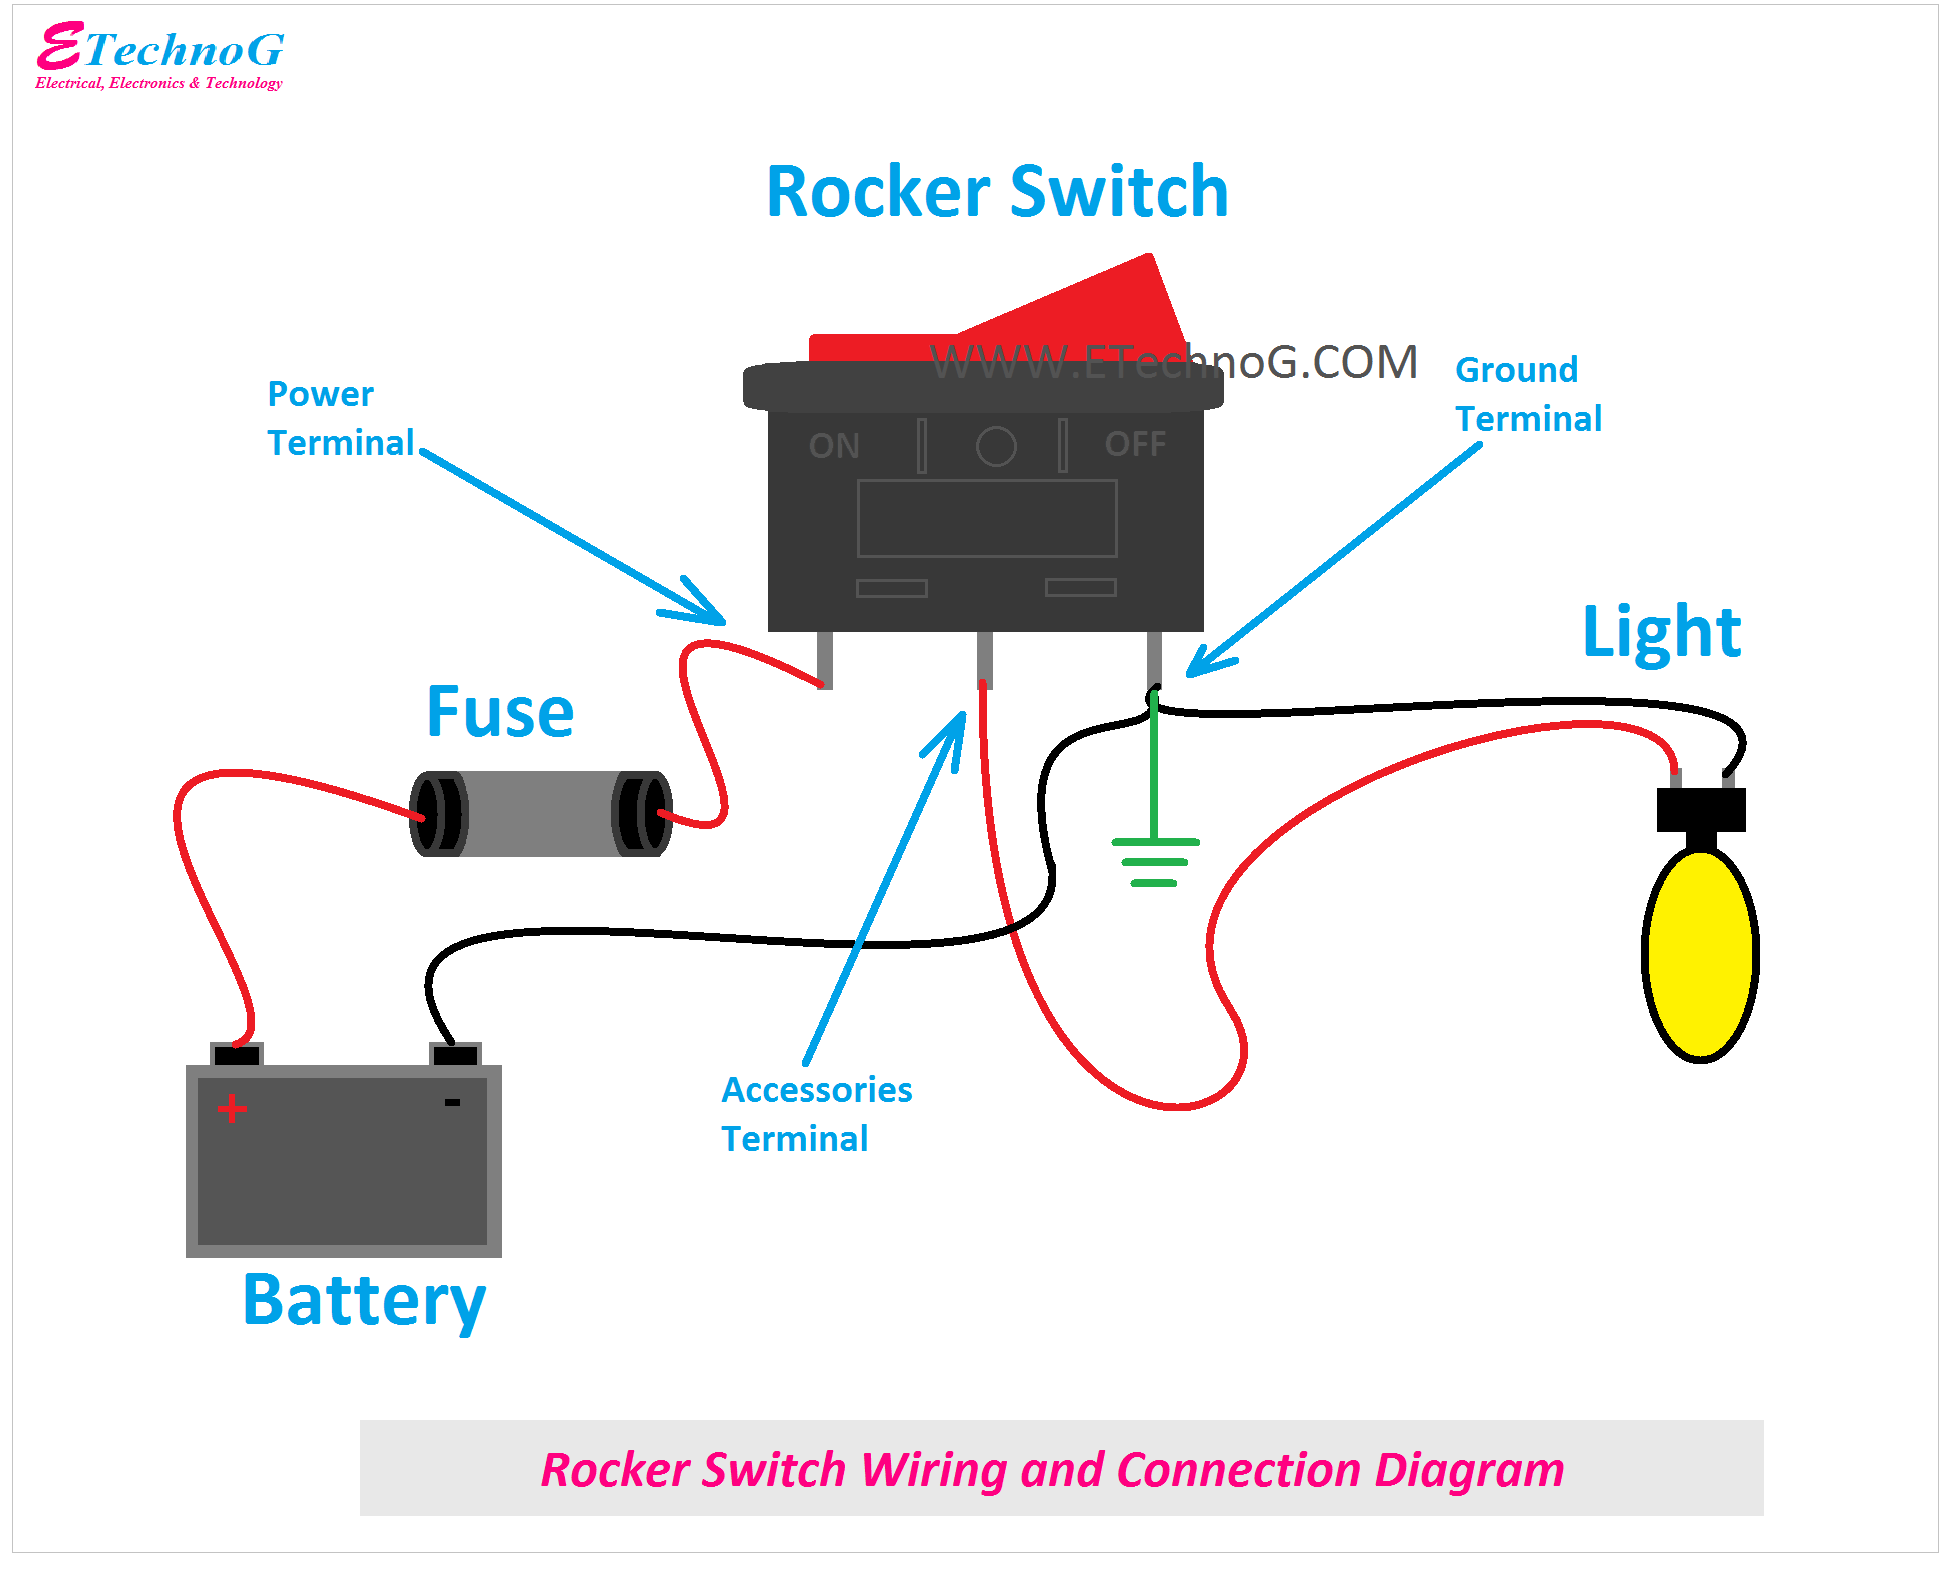 ETechnoG
Electrical, Electronics & Technology
Rocker Switch
WWW.ETechnoG.COM
Power
Terminal
Ground
Terminal
ON
OFF
Light
Fuse
+
-
Accessories
Terminal
Battery
Rocker Switch Wiring and Connection Diagram